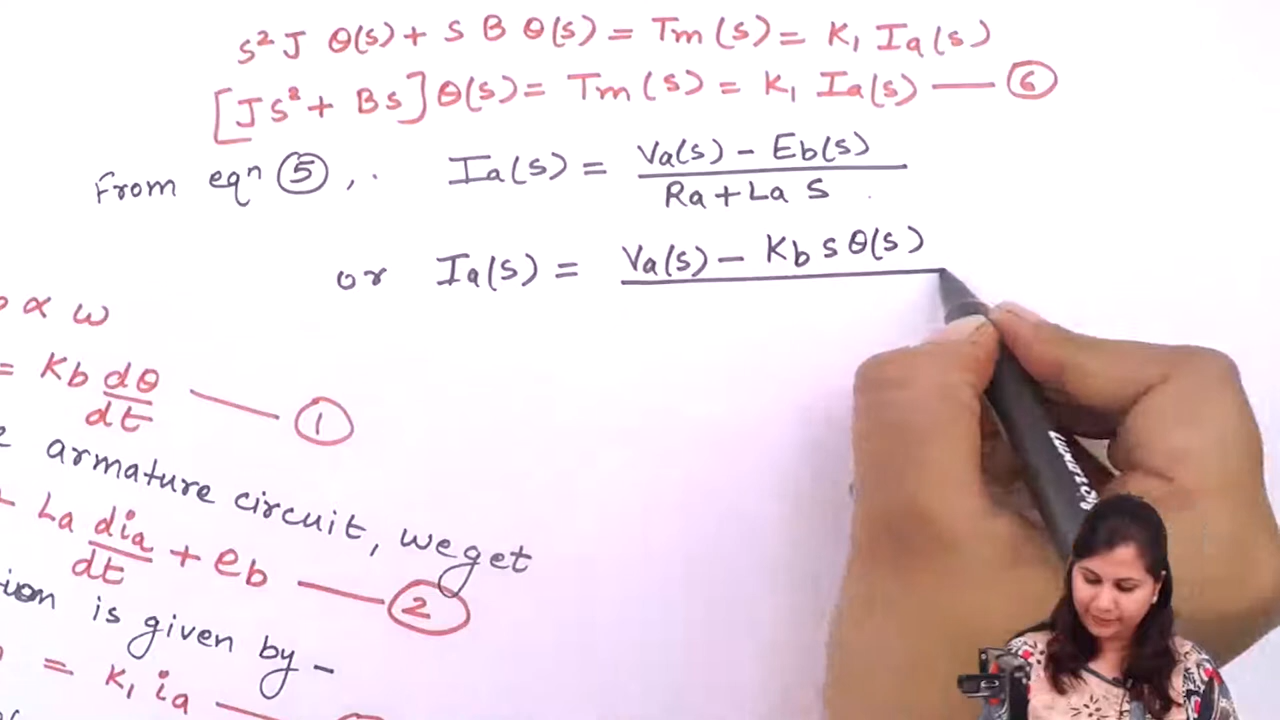 s²J θ(s) + s B θ(s) = Tm(s) = K₁ Ia(s)
[Js² + Bs] θ(s) = Tm(s) = K₁ Ia(s) — ⑥
From eqⁿ ⑤, . Ia(s) = Va(s) - Eb(s) / Ra + La s
or Ia(s) = Va(s) - Kb s θ(s)
∝ ω
= Kb dθ/dt — ①
armature circuit, we get
La dia/dt + eb — ②
is given by -
= K₁ ia —
LUXOR